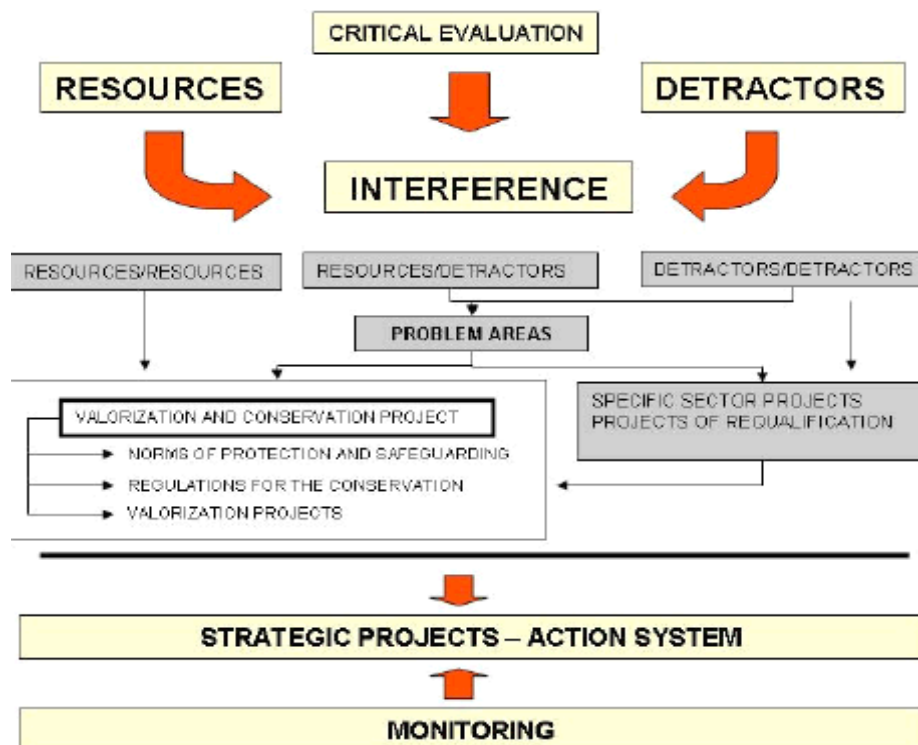 CRITICAL EVALUATION
RESOURCES
DETRACTORS
INTERFERENCE
RESOURCES/RESOURCES
RESOURCES/DETRACTORS
DETRACTORS/DETRACTORS
PROBLEM AREAS
VALORIZATION AND CONSERVATION PROJECT
NORMS OF PROTECTION AND SAFEGUARDING
REGULATIONS FOR THE CONSERVATION
VALORIZATION PROJECTS
SPECIFIC SECTOR PROJECTS
PROJECTS OF REQUALIFICATION
STRATEGIC PROJECTS – ACTION SYSTEM
MONITORING